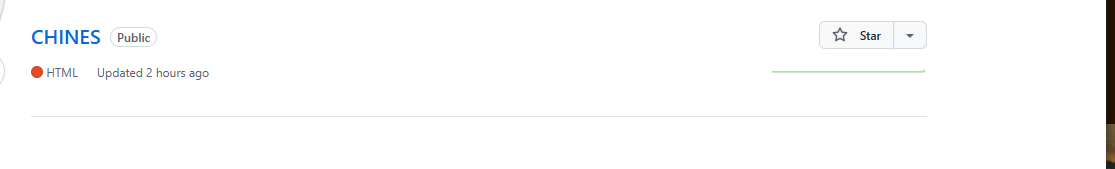 CHINES Public Star
HTML Updated 2 hours ago